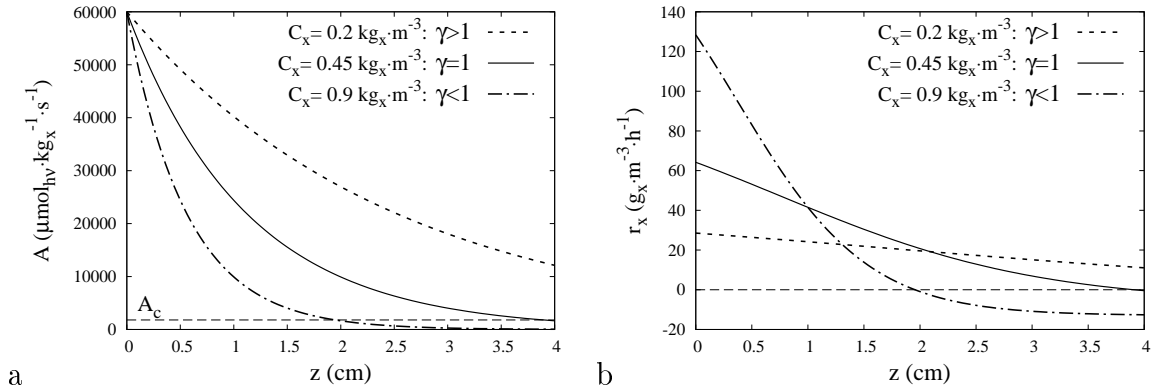 60000
50000
40000
30000
20000
10000
0
A (μmol_hν·kg_x^-1·s^-1)
C_x= 0.2 kg_x·m^-3: γ>1
C_x= 0.45 kg_x·m^-3: γ=1
C_x= 0.9 kg_x·m^-3: γ<1
A_c
0 0.5 1 1.5 2 2.5 3 3.5 4
z (cm)
a
140
120
100
80
60
40
20
0
-20
r_x (g_x·m^-3·h^-1)
C_x= 0.2 kg_x·m^-3: γ>1
C_x= 0.45 kg_x·m^-3: γ=1
C_x= 0.9 kg_x·m^-3: γ<1
0 0.5 1 1.5 2 2.5 3 3.5 4
z (cm)
b